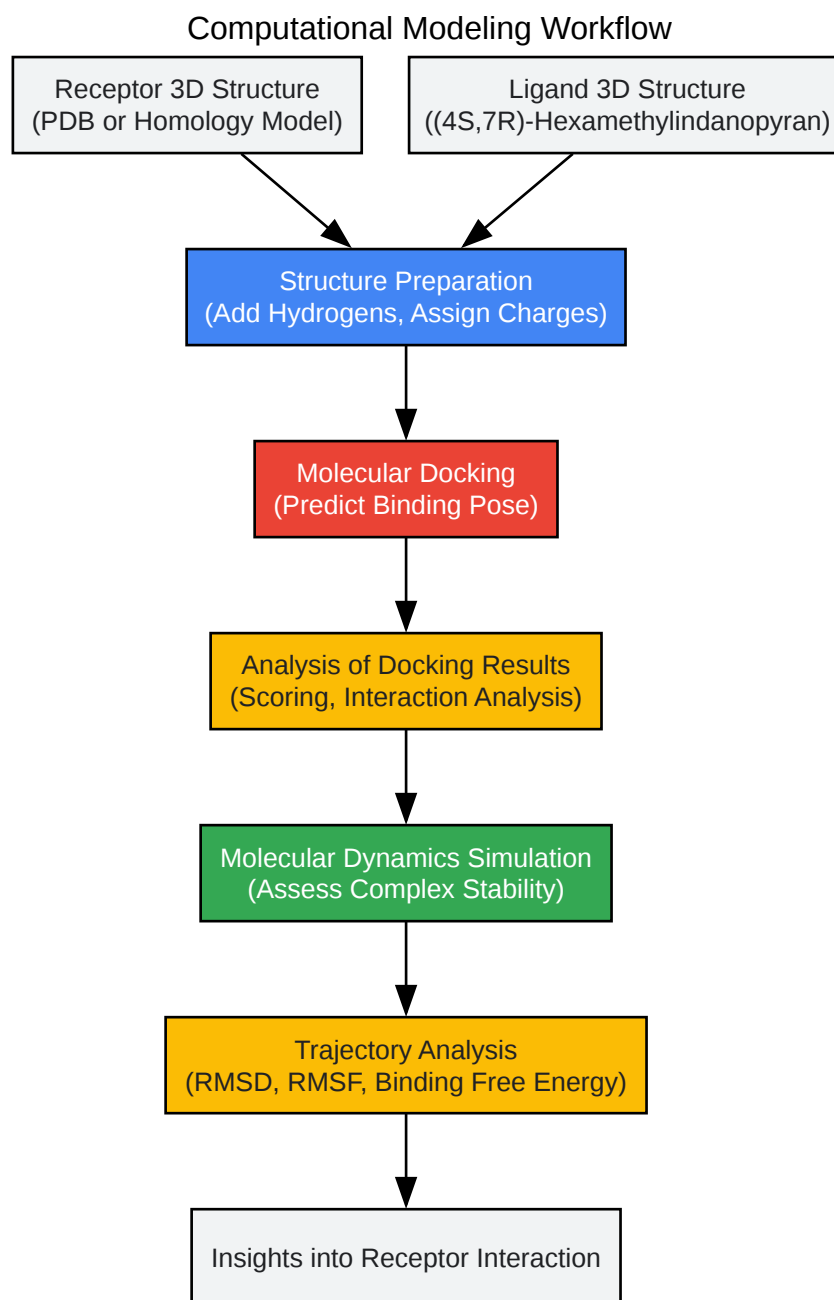 Computational Modeling Workflow
Receptor 3D Structure
(PDB or Homology Model)
Ligand 3D Structure
((4S,7R)-Hexamethylindanopyran)
Structure Preparation
(Add Hydrogens, Assign Charges)
Molecular Docking
(Predict Binding Pose)
Analysis of Docking Results
(Scoring, Interaction Analysis)
Molecular Dynamics Simulation
(Assess Complex Stability)
Trajectory Analysis
(RMSD, RMSF, Binding Free Energy)
Insights into Receptor Interaction